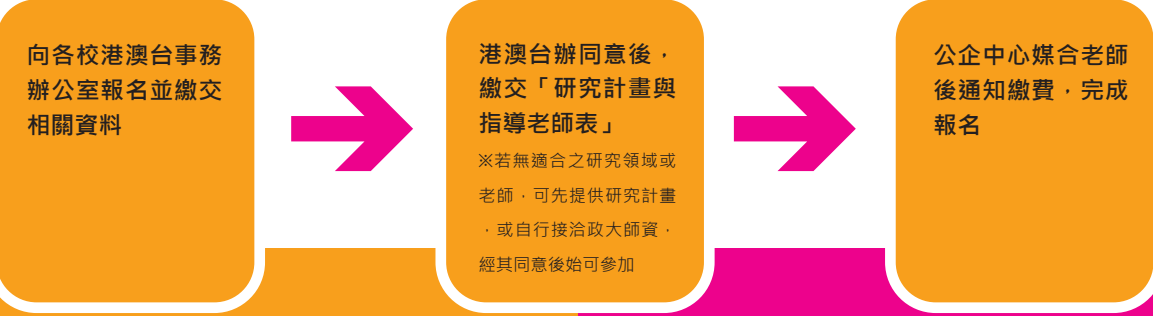 向各校港澳台事務
辦公室報名並繳交
相關資料
港澳台辦同意後，
繳交「研究計畫與
指導老師表」
※若無適合之研究領域或
老師，可先提供研究計畫
，或自行接洽政大師資，
經其同意後始可參加
公企中心媒合老師
後通知繳費，完成
報名